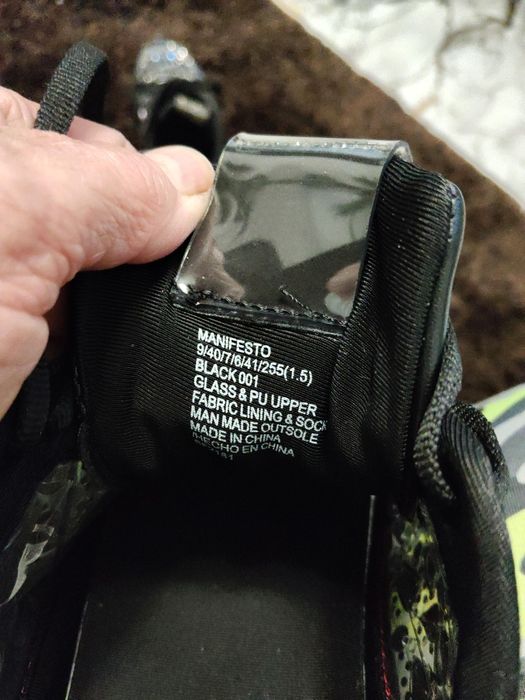 MANIFESTO
9/40/7/6/41/255(1.5)
BLACK 001
GLASS & PU UPPER
FABRIC LINING & SOCK
MAN MADE OUTSOLE
MADE IN CHINA
/HECHO EN CHINA